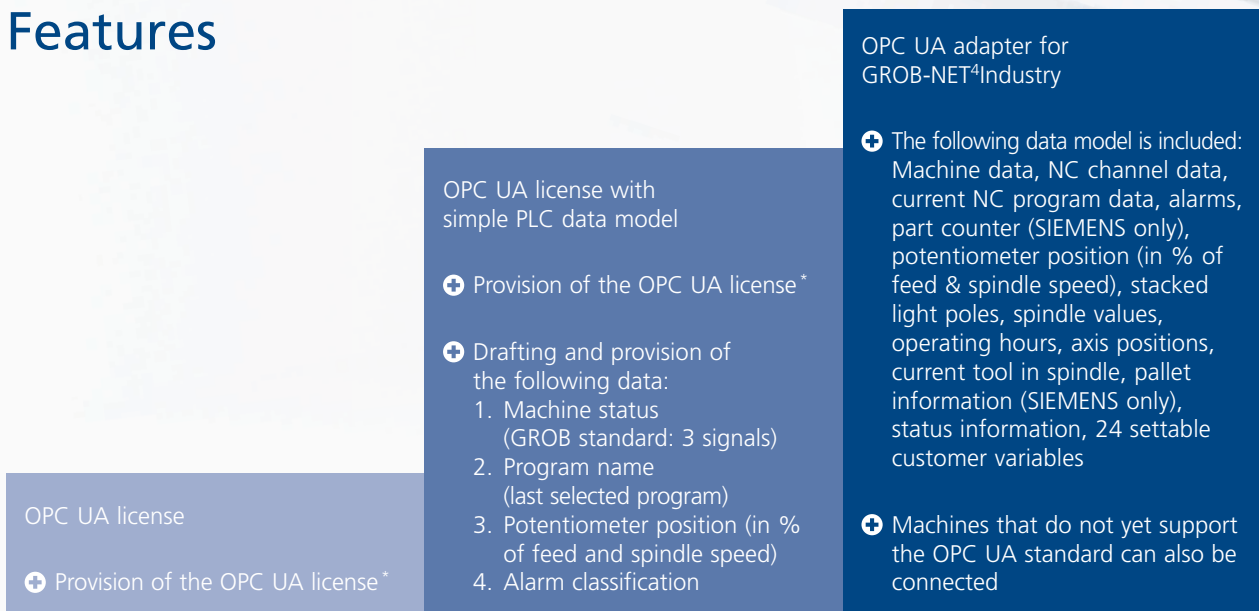 Features
OPC UA license
Provision of the OPC UA license*
OPC UA license with
simple PLC data model
Provision of the OPC UA license*
Drafting and provision of
the following data:
1. Machine status
(GROB standard: 3 signals)
2. Program name
(last selected program)
3. Potentiometer position (in %
of feed and spindle speed)
4. Alarm classification
OPC UA adapter for
GROB-NET⁴Industry
The following data model is included:
Machine data, NC channel data,
current NC program data, alarms,
part counter (SIEMENS only),
potentiometer position (in % of
feed & spindle speed), stacked
light poles, spindle values,
operating hours, axis positions,
current tool in spindle, pallet
information (SIEMENS only),
status information, 24 settable
customer variables
Machines that do not yet support
the OPC UA standard can also be
connected